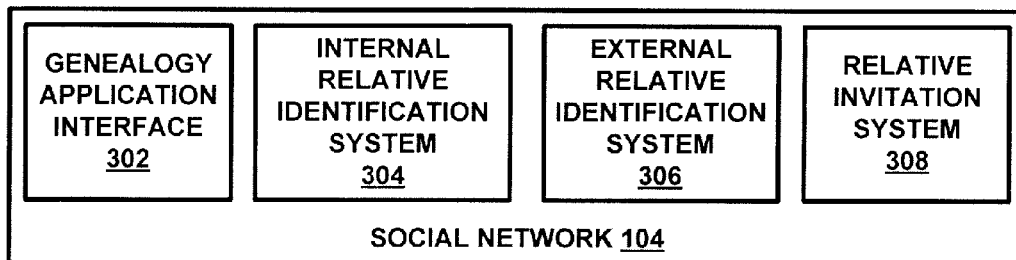 GENEALOGY
APPLICATION
INTERFACE
302
INTERNAL
RELATIVE
IDENTIFICATION
SYSTEM
304
EXTERNAL
RELATIVE
IDENTIFICATION
SYSTEM
306
RELATIVE
INVITATION
SYSTEM
308
SOCIAL NETWORK 104